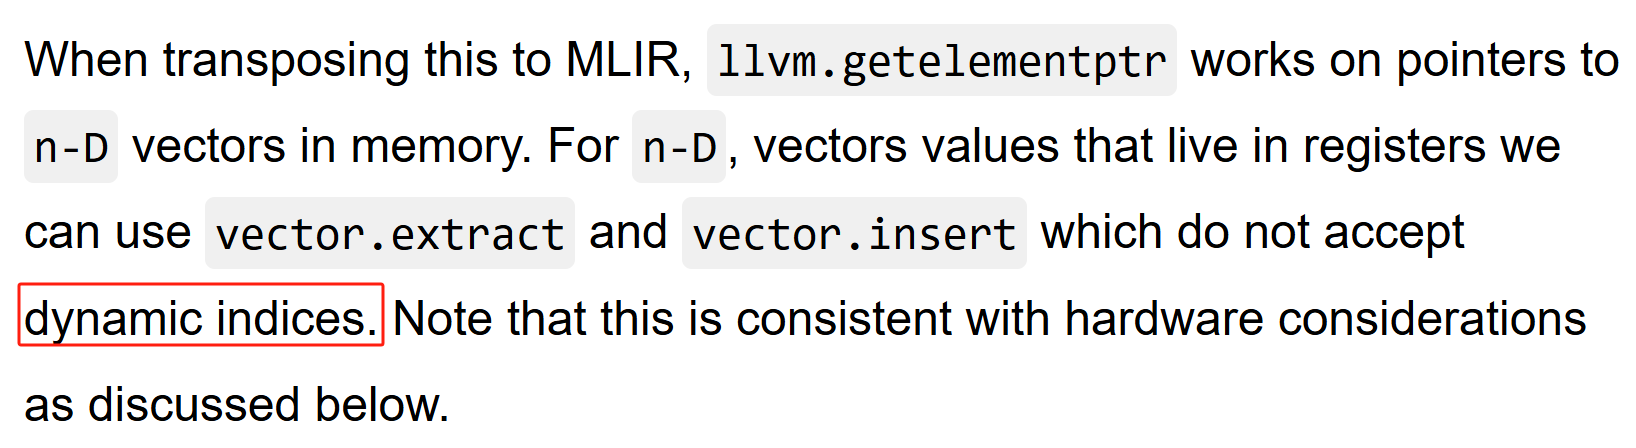 When transposing this to MLIR, llvm.getelementptr works on pointers to
n-D vectors in memory. For n-D, vectors values that live in registers we
can use vector.extract and vector.insert which do not accept
dynamic indices. Note that this is consistent with hardware considerations
as discussed below.